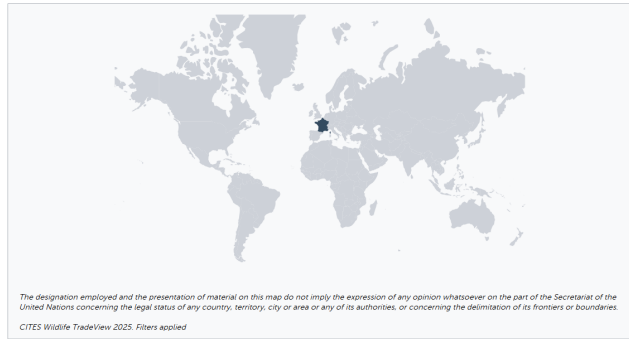 The designation employed and the presentation of material on this map do not imply the expression of any opinion whatsoever on the part of the Secretariat of the
United Nations concerning the legal status of any country, territory, city or area or any of its authorities, or concerning the delimitation of its frontiers or boundaries.
CITES Wildlife TradeView 2025. Filters applied